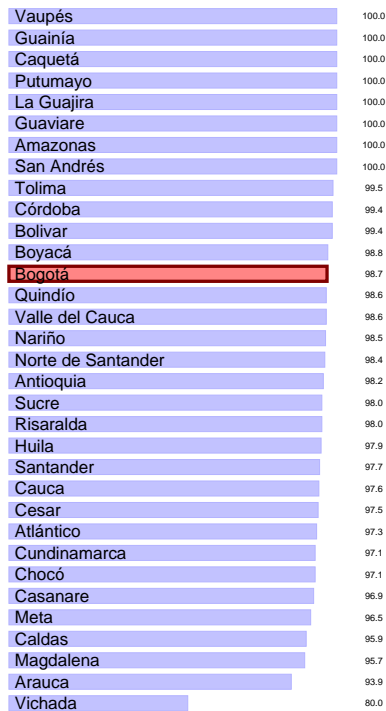 Vaupés 100.0
Guainía 100.0
Caquetá 100.0
Putumayo 100.0
La Guajira 100.0
Guaviare 100.0
Amazonas 100.0
San Andrés 100.0
Tolima 99.5
Córdoba 99.4
Bolivar 99.4
Boyacá 98.8
Bogotá 98.7
Quindío 98.6
Valle del Cauca 98.6
Nariño 98.5
Norte de Santander 98.4
Antioquia 98.2
Sucre 98.0
Risaralda 98.0
Huila 97.9
Santander 97.7
Cauca 97.6
Cesar 97.5
Atlántico 97.3
Cundinamarca 97.1
Chocó 97.1
Casanare 96.9
Meta 96.5
Caldas 95.9
Magdalena 95.7
Arauca 93.9
Vichada 80.0